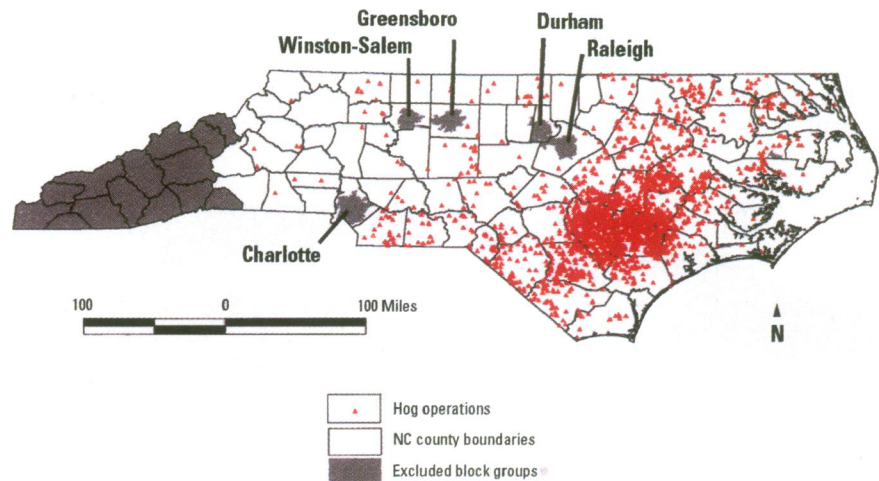 Greensboro
Durham
Winston-Salem
Raleigh
Charlotte
100 0 100 Miles
N
Hog operations
NC county boundaries
Excluded block groups